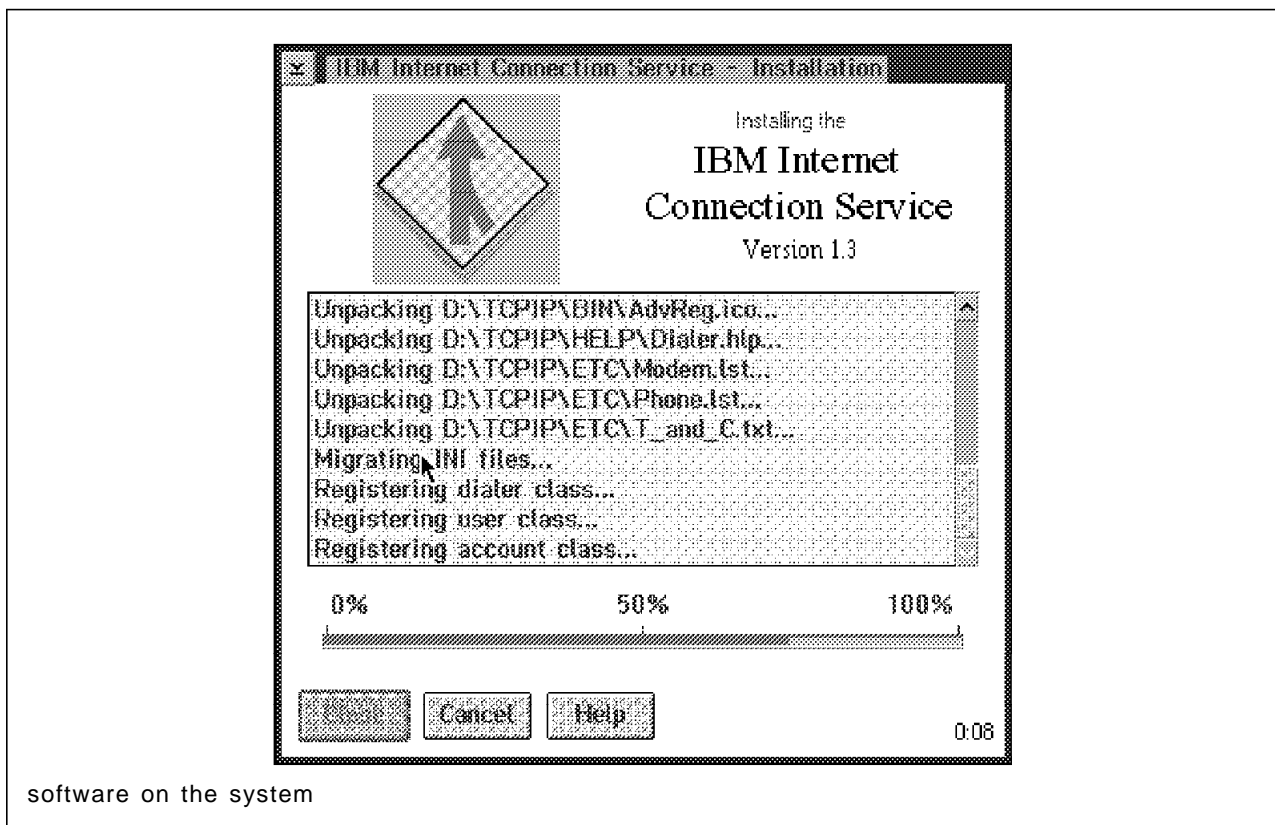 IBM Internet Connection Service - Installation
Installing the
IBM Internet
Connection Service
Version 1.3
Unpacking D:\TCPIP\BIN\AdvReg.ico...
Unpacking D:\TCPIP\HELP\Dialer.hlp...
Unpacking D:\TCPIP\ETC\Modem.lst...
Unpacking D:\TCPIP\ETC\Phone.lst...
Unpacking D:\TCPIP\ETC\T_and_C.txt...
Migrating INI files...
Registering dialer class...
Registering user class...
Registering account class...
0% 50% 100%
Cancel Help
0:08
software on the system